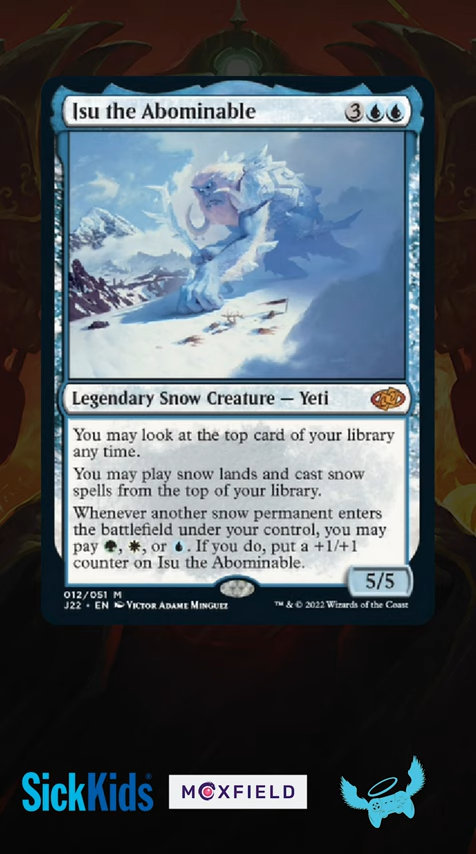 Isu the Abominable 3
Legendary Snow Creature — Yeti
You may look at the top card of your library
any time.
You may play snow lands and cast snow
spells from the top of your library.
Whenever another snow permanent enters
the battlefield under your control, you may
pay , , or . If you do, put a +1/+1
counter on Isu the Abominable.
5/5
012/051 M
J22 • EN Victor Adame Minguez
™ & © 2022 Wizards of the Coast
SickKids®
MOXFIELD